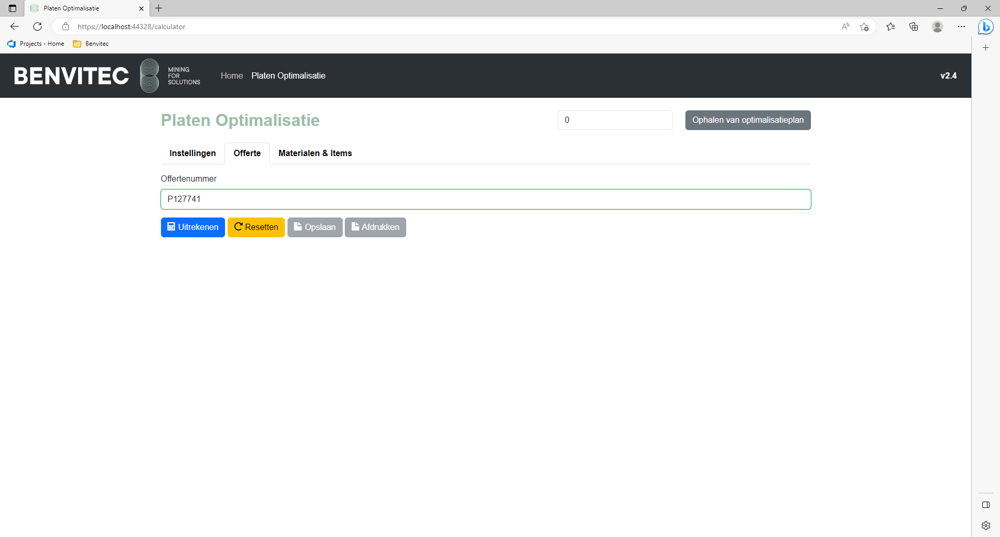 Platen Optimalisatie
https://localhost:44328/calculator
Projects - Home
Benvitec
BENVITEC
MINING
FOR
SOLUTIONS
Home
Platen Optimalisatie
v2.4
Platen Optimalisatie
0
Ophalen van optimalisatieplan
Instellingen
Offerte
Materialen & Items
Offertenummer
P127741
Uitrekenen
Resetten
Opslaan
Afdrukken